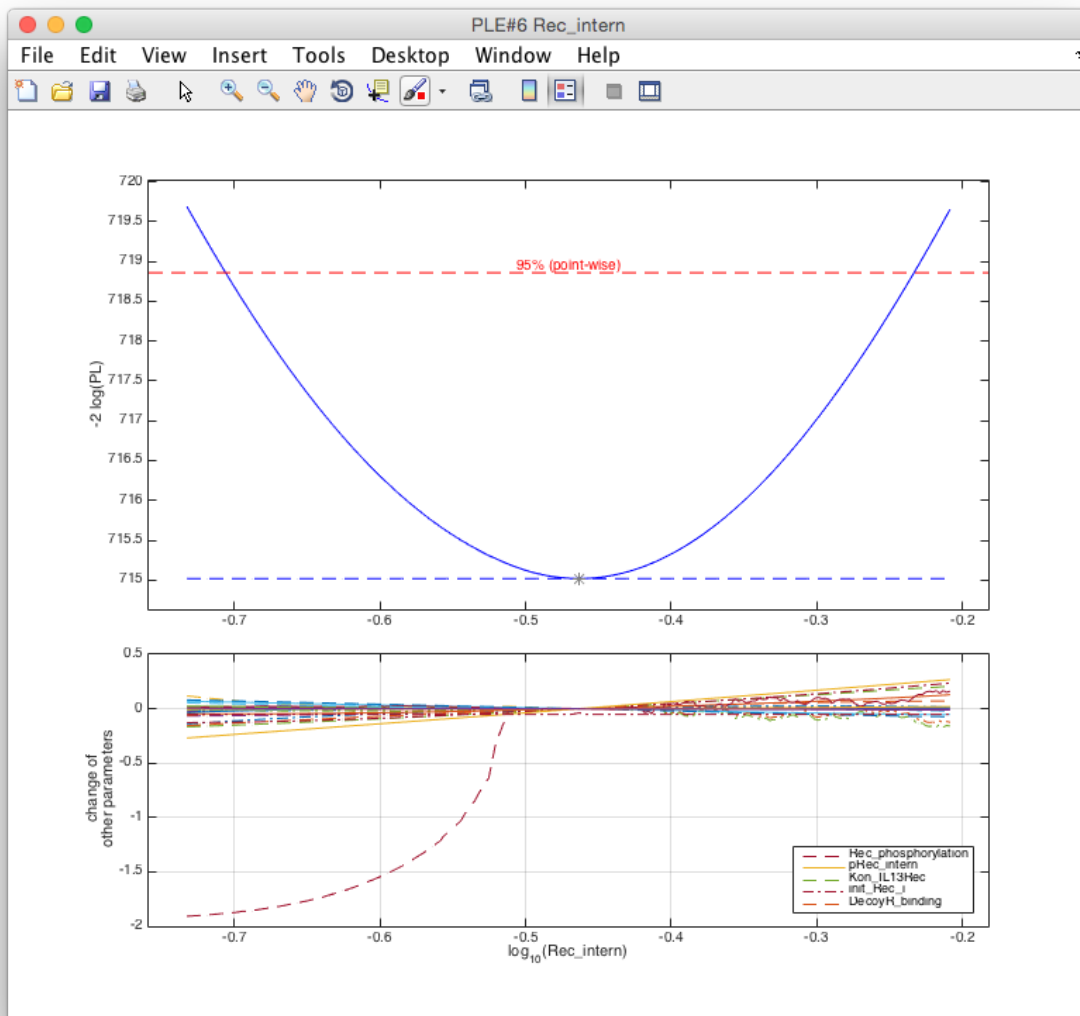 PLE#6 Rec_intern
File Edit View Insert Tools Desktop Window Help
720
719.5
719
718.5
718
717.5
717
716.5
716
715.5
715
-2 log(PL)
95% (point-wise)
-0.7 -0.6 -0.5 -0.4 -0.3 -0.2
0.5
0
-0.5
-1
-1.5
-2
change of
other parameters
Rec_phosphorylation
pRec_intern
Kon_IL13Rec
init_Rec_i
DecoyR_binding
-0.7 -0.6 -0.5 -0.4 -0.3 -0.2
log10(Rec_intern)